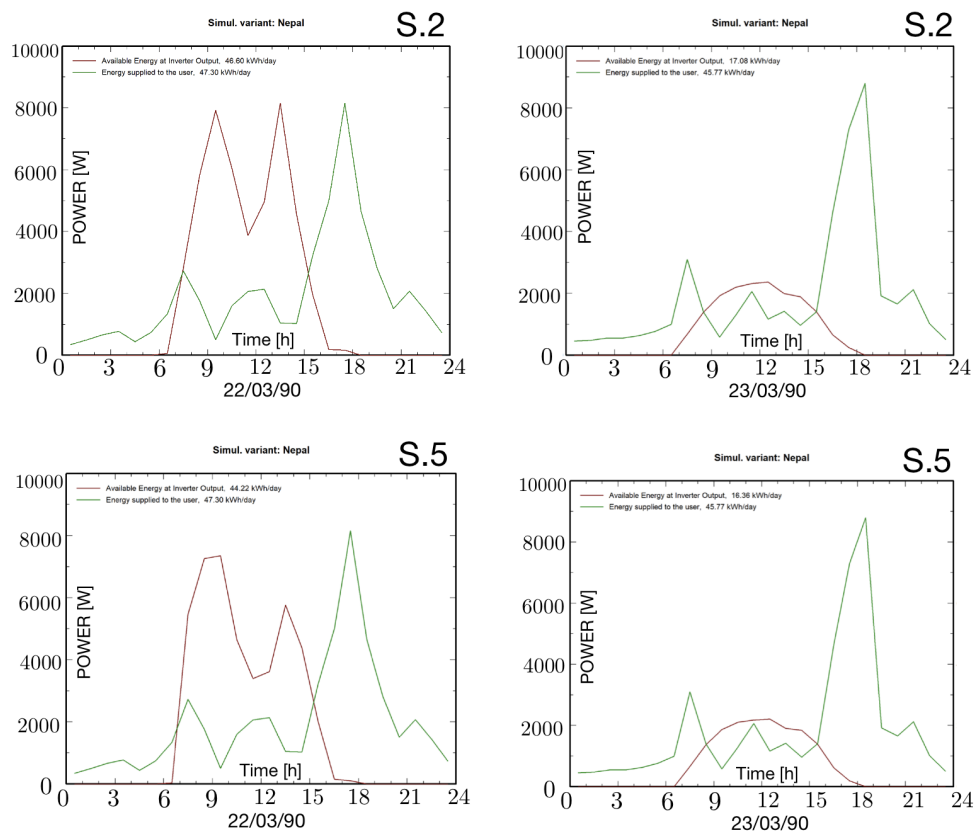 Simul. variant: Nepal
S.2
Available Energy at Inverter Output, 46.60 kWh/day
Energy supplied to the user, 47.30 kWh/day
10000
8000
6000
4000
2000
0
POWER [W]
Time [h]
0 3 6 9 12 15 18 21 24
22/03/90
Simul. variant: Nepal
S.2
Available Energy at Inverter Output, 17.08 kWh/day
Energy supplied to the user, 45.77 kWh/day
10000
8000
6000
4000
2000
0
POWER [W]
Time [h]
0 3 6 9 12 15 18 21 24
23/03/90
Simul. variant: Nepal
S.5
Available Energy at Inverter Output, 44.22 kWh/day
Energy supplied to the user, 47.30 kWh/day
10000
8000
6000
4000
2000
0
POWER [W]
Time [h]
0 3 6 9 12 15 18 21 24
22/03/90
Simul. variant: Nepal
S.5
Available Energy at Inverter Output, 16.36 kWh/day
Energy supplied to the user, 45.77 kWh/day
10000
8000
6000
4000
2000
0
POWER [W]
Time [h]
0 3 6 9 12 15 18 21 24
23/03/90